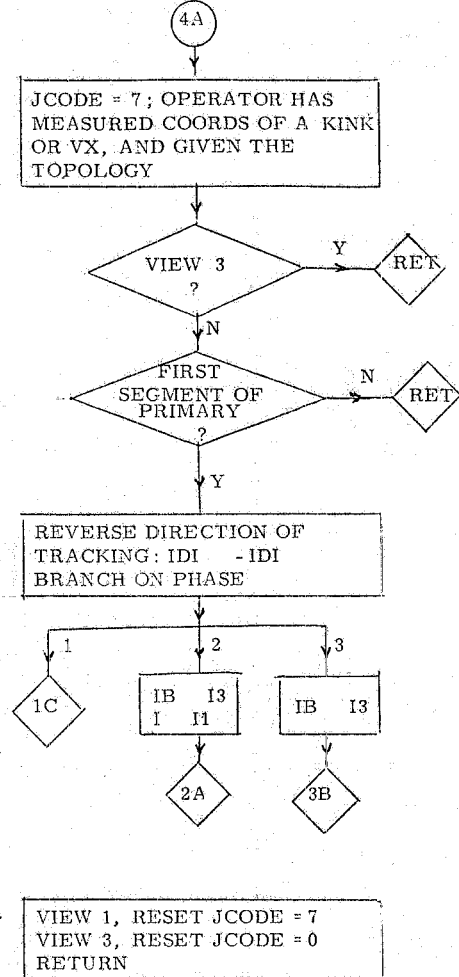 4A
JCODE = 7; OPERATOR HAS
MEASURED COORDS OF A KINK
OR VX, AND GIVEN THE
TOPOLOGY
VIEW 3
?
Y
RET
N
FIRST
SEGMENT OF
PRIMARY
?
N
RET
Y
REVERSE DIRECTION OF
TRACKING: IDI - IDI
BRANCH ON PHASE
1
2
3
1C
IB I3
I I1
IB I3
2A
3B
VIEW 1, RESET JCODE = 7
VIEW 3, RESET JCODE = 0
RETURN